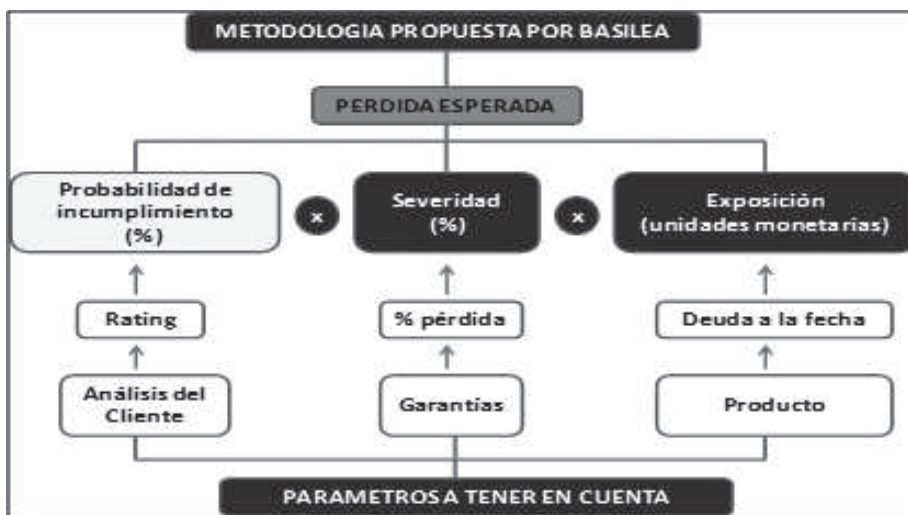 METODOLOGIA PROPUESTA POR BASILEA
PERDIDA ESPERADA
Probabilidad de
incumplimiento
(%)
x
Severidad
(%)
x
Exposición
(unidades monetarias)
Rating
% pérdida
Deuda a la fecha
Análisis del
Cliente
Garantías
Producto
PARAMETROS A TENER EN CUENTA